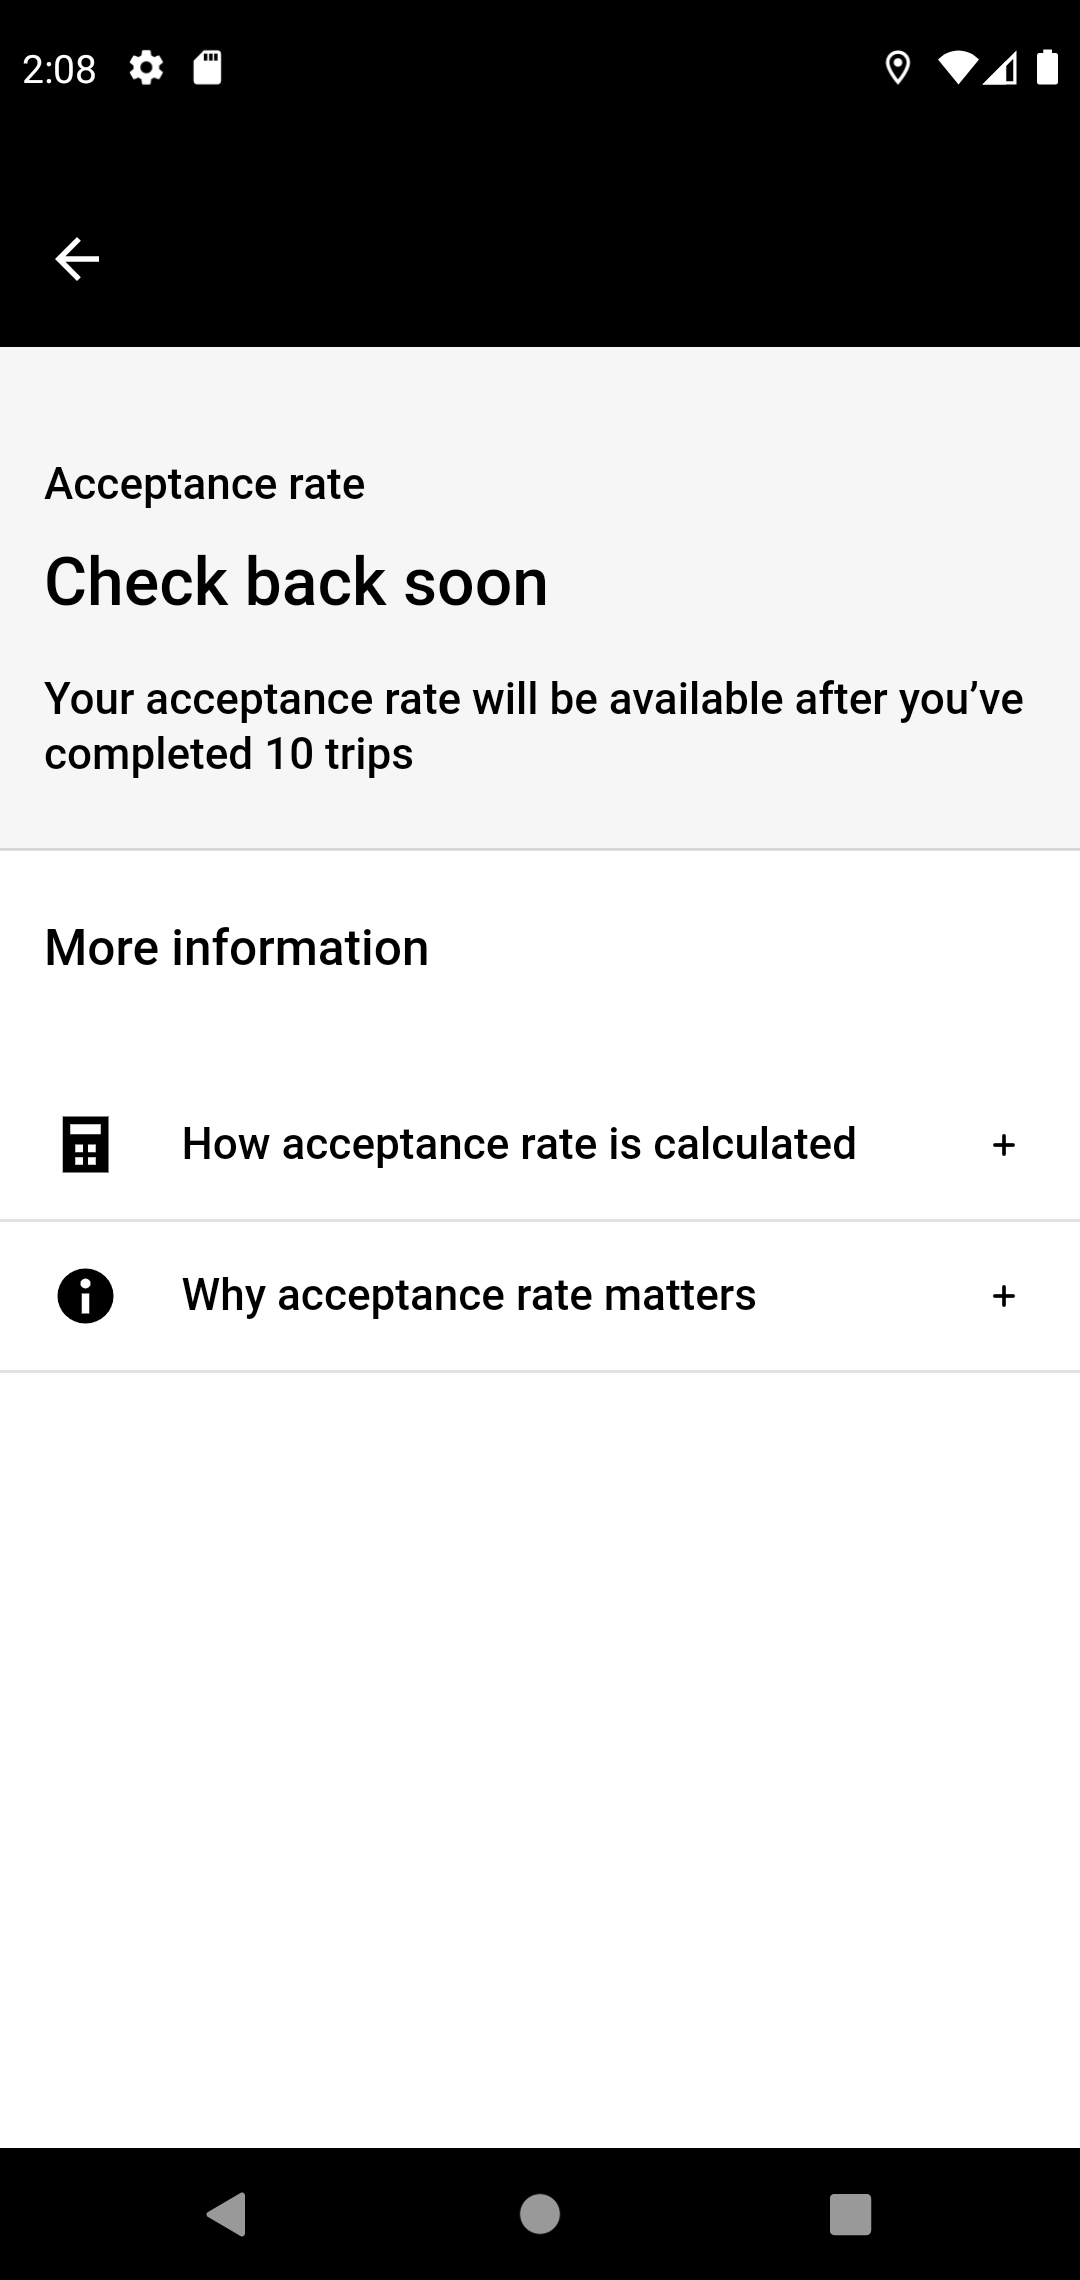 2:08
Acceptance rate
Check back soon
Your acceptance rate will be available after you’ve
completed 10 trips
More information
How acceptance rate is calculated
Why acceptance rate matters